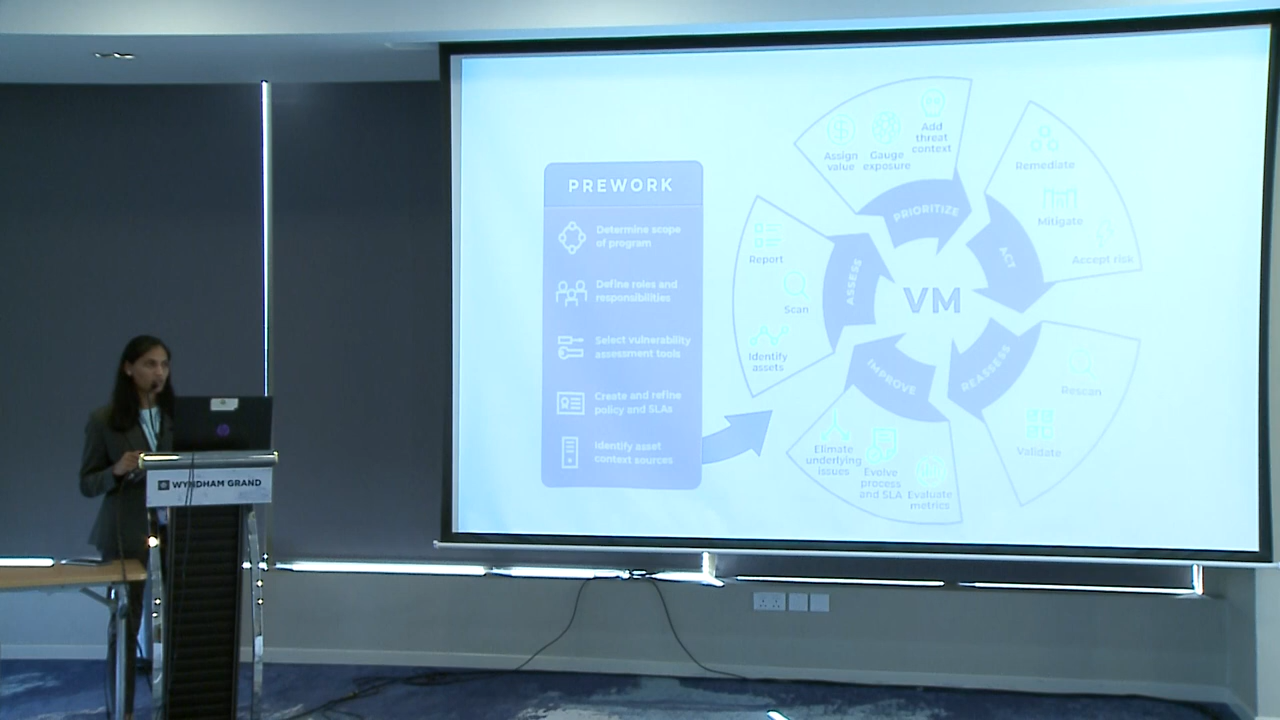 PREWORK
Determine scope
of program
Define roles and
responsibilities
Select vulnerability
assessment tools
Create and refine
policy and SLAs
Identify asset
context sources
Assign
value
Gauge
exposure
Add
threat
context
PRIORITIZE
Remediate
Mitigate
Accept risk
ACT
Report
Scan
Identify
assets
ASSESS
VM
Rescan
Validate
REASSESS
IMPROVE
Elimate
underlying
issues
Evolve
process
and SLA
Evaluate
metrics
WYNDHAM GRAND